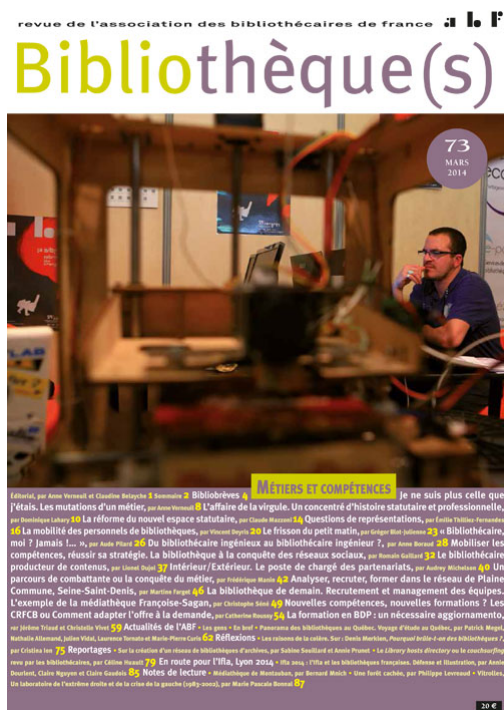 revue de l'association des bibliothécaires de france abf
Bibliothèque(s)
73
MARS
2014
MÉTIERS ET COMPÉTENCES
Éditorial, par Anne Verneuil et Claudine Belayche 1 Sommaire 2 Bibliobrèves 4 Je ne suis plus celle que
j'étais. Les mutations d'un métier, par Anne Verneuil 8 L'affaire de la virgule. Un concentré d'histoire statutaire et professionnelle,
par Dominique Lahary 10 La réforme du nouvel espace statutaire, par Claude Mazzoni 14 Questions de représentations, par Émilie Thilliez-Fernandes
16 La mobilité des personnels de bibliothèques, par Vincent Deyris 20 Le frisson du petit matin, par Gréger Blot-Julienne 23 « Bibliothécaire,
moi ? Jamais !... », par Aude Pilard 26 Du bibliothécaire ingénieux au bibliothécaire ingénieur ?, par Anne Boraud 28 Mobiliser les
compétences, réussir sa stratégie. La bibliothèque à la conquête des réseaux sociaux, par Romain Gaillard 32 Le bibliothécaire
producteur de contenus, par Lionel Dujol 37 Intérieur/Extérieur. Le poste de chargé des partenariats, par Audrey Melkison 40 Un
parcours de combattante ou la conquête du métier, par Frédérique Manin 42 Analyser, recruter, former dans le réseau de Plaine
Commune, Seine-Saint-Denis, par Martine Farget 46 La bibliothèque de demain. Recrutement et management des équipes.
L'exemple de la médiathèque Françoise-Sagan, par Christophe Séné 49 Nouvelles compétences, nouvelles formations ? Les
CRFCB ou Comment adapter l'offre à la demande, par Catherine Roussy 54 La formation en BDP : un nécessaire aggiornamento,
par Jérôme Triaud et Christelle Vivet 59 Actualités de l'ABF • Les gens • En bref • Panorama des bibliothèques au Québec. Voyage d'étude au Québec, par Patrick Megel,
Nathalie Allemand, Julien Vidal, Laurence Tornato et Marie-Pierre Curis 62 Réflexions • Les raisons de la colère. Sur : Denis Merklen, Pourquoi brûle-t-on des bibliothèques ?,
par Cristina Ion 75 Reportages • Sur la création d'un réseau de bibliothèques d'archives, par Sabine Souillard et Annie Prunet • Le Library hosts directory ou le couchsurfing
revu par les bibliothécaires, par Céline Huault 79 En route pour l'Ifla, Lyon 2014 • Ifla 2014 : l'Ifla et les bibliothèques françaises. Défense et illustration, par Annie
Dourlent, Claire Nguyen et Claire Gaudois 85 Notes de lecture • Médiathèque de Montauban, par Bernard Moïch • Une forêt cachée, par Philippe Levreaud • Vitrolles,
Un laboratoire de l'extrême droite et de la crise de la gauche (1983-2002), par Marie Pascale Bonnal 87
20 €